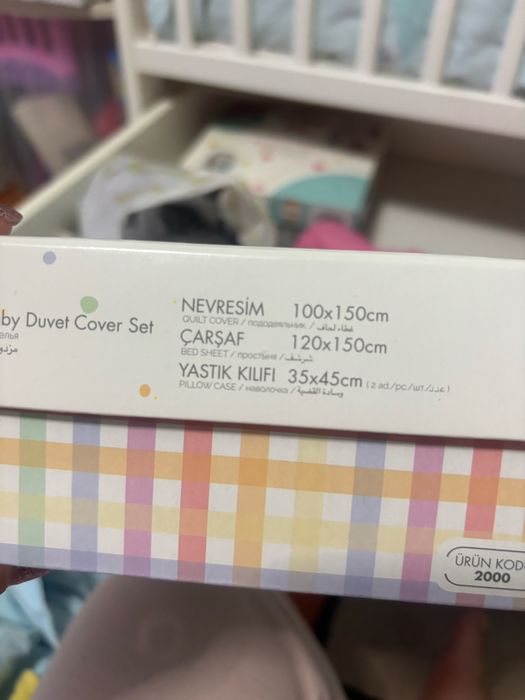 by Duvet Cover Set
NEVRESİM 100x150cm
QUILT COVER / пододеяльник / غطاء لحاف
ÇARŞAF 120x150cm
BED SHEET / простыня / شرشف
YASTIK KILIFI 35x45cm (2 ad./pc/шт./عدد)
PILLOW CASE / наволочка / وسادة القضية
ÜRÜN KOD
2000